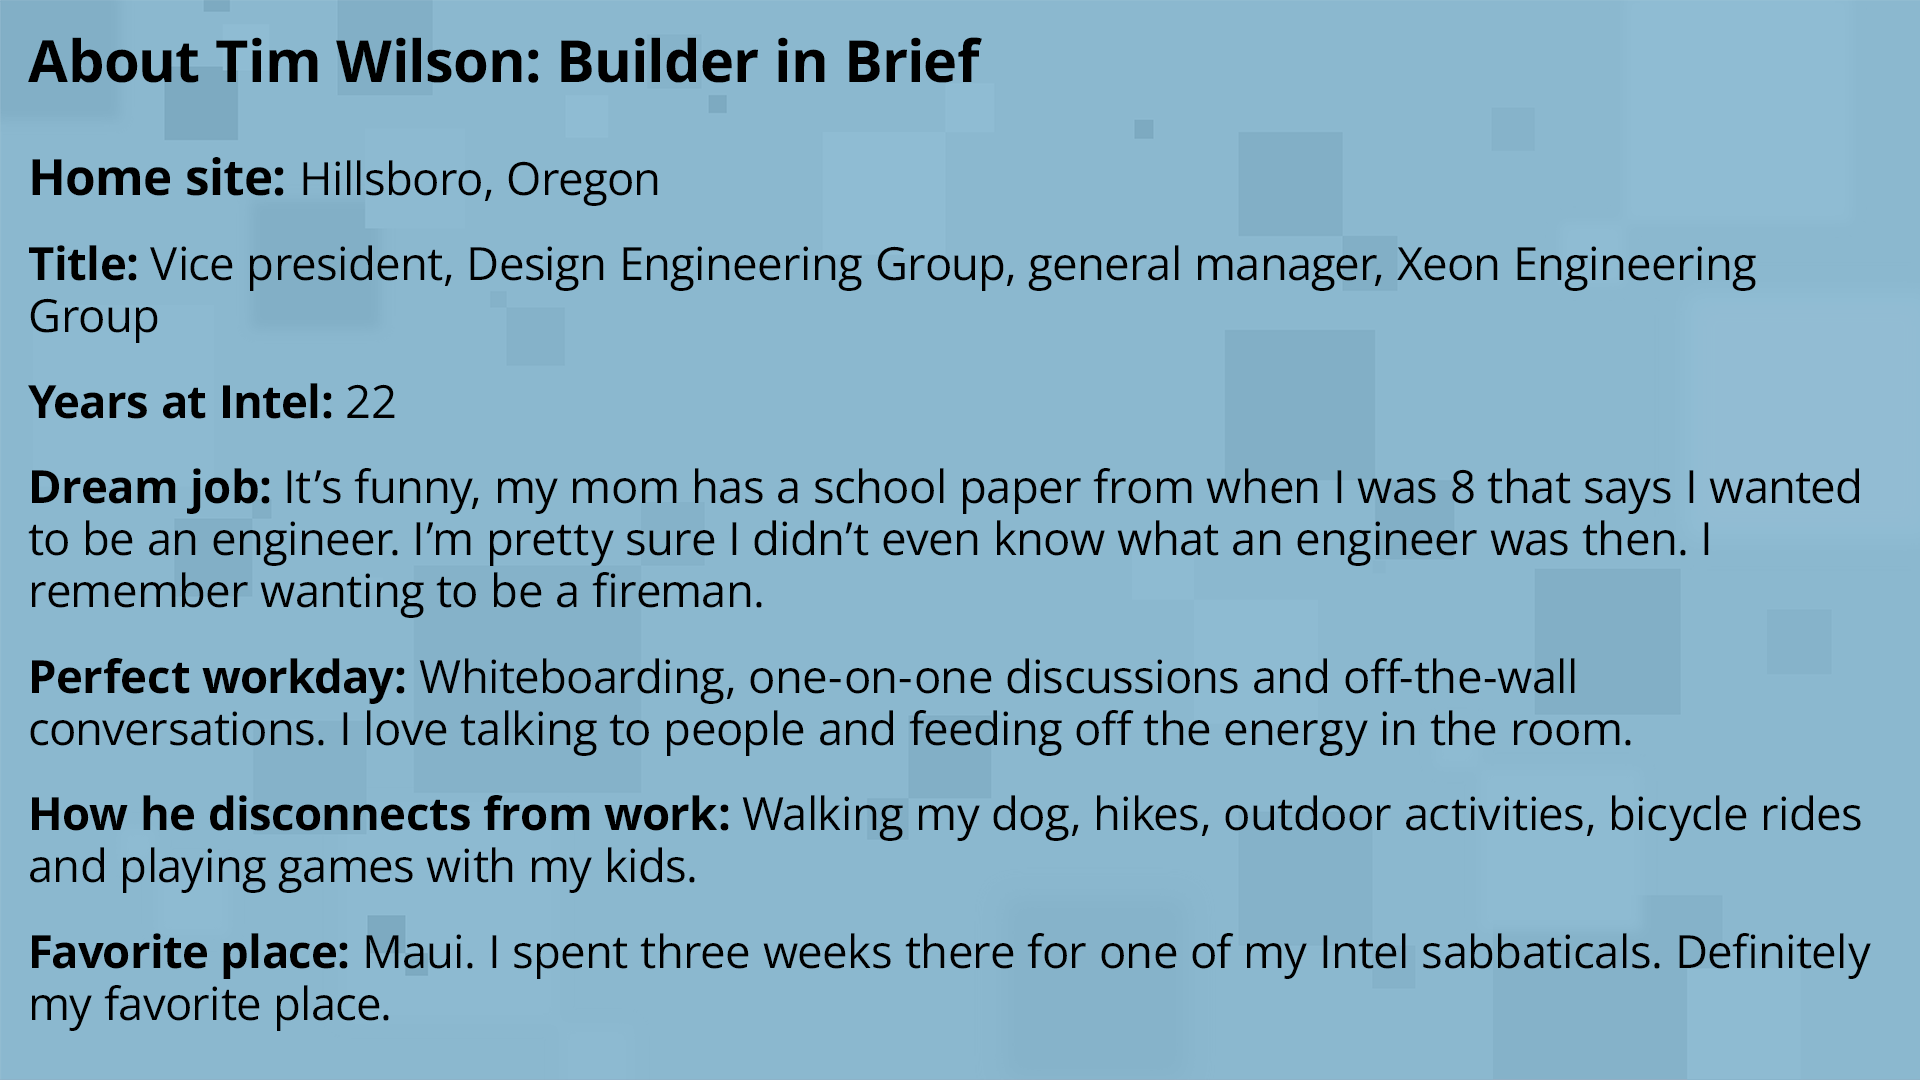 About Tim Wilson: Builder in Brief
Home site: Hillsboro, Oregon
Title: Vice president, Design Engineering Group, general manager, Xeon Engineering
Group
Years at Intel: 22
Dream job: It’s funny, my mom has a school paper from when I was 8 that says I wanted
to be an engineer. I’m pretty sure I didn’t even know what an engineer was then. I
remember wanting to be a fireman.
Perfect workday: Whiteboarding, one-on-one discussions and off-the-wall
conversations. I love talking to people and feeding off the energy in the room.
How he disconnects from work: Walking my dog, hikes, outdoor activities, bicycle rides
and playing games with my kids.
Favorite place: Maui. I spent three weeks there for one of my Intel sabbaticals. Definitely
my favorite place.